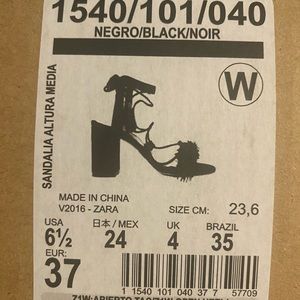 1540/101/040
NEGRO/BLACK/NOIR
W
SANDALIA ALTURA MEDIA
MADE IN CHINA
V2016 - ZARA
SIZE CM: 23,6
USA 日本/MEX UK BRAZIL
6½ 24 4 35
EUR:
37
1 1540 101 040 37 7 57709